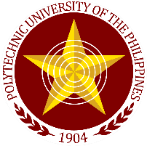 POLYTECHNIC UNIVERSITY OF THE PHILIPPINES
1904